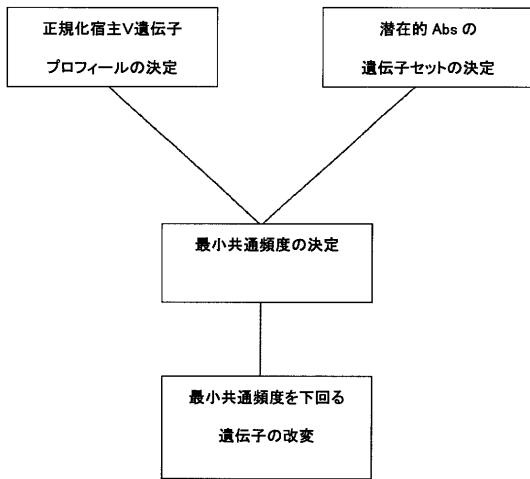 正規化宿主V遺伝子
プロフィールの決定
潜在的 Abs の
遺伝子セットの決定
最小共通頻度の決定
最小共通頻度を下回る
遺伝子の改変